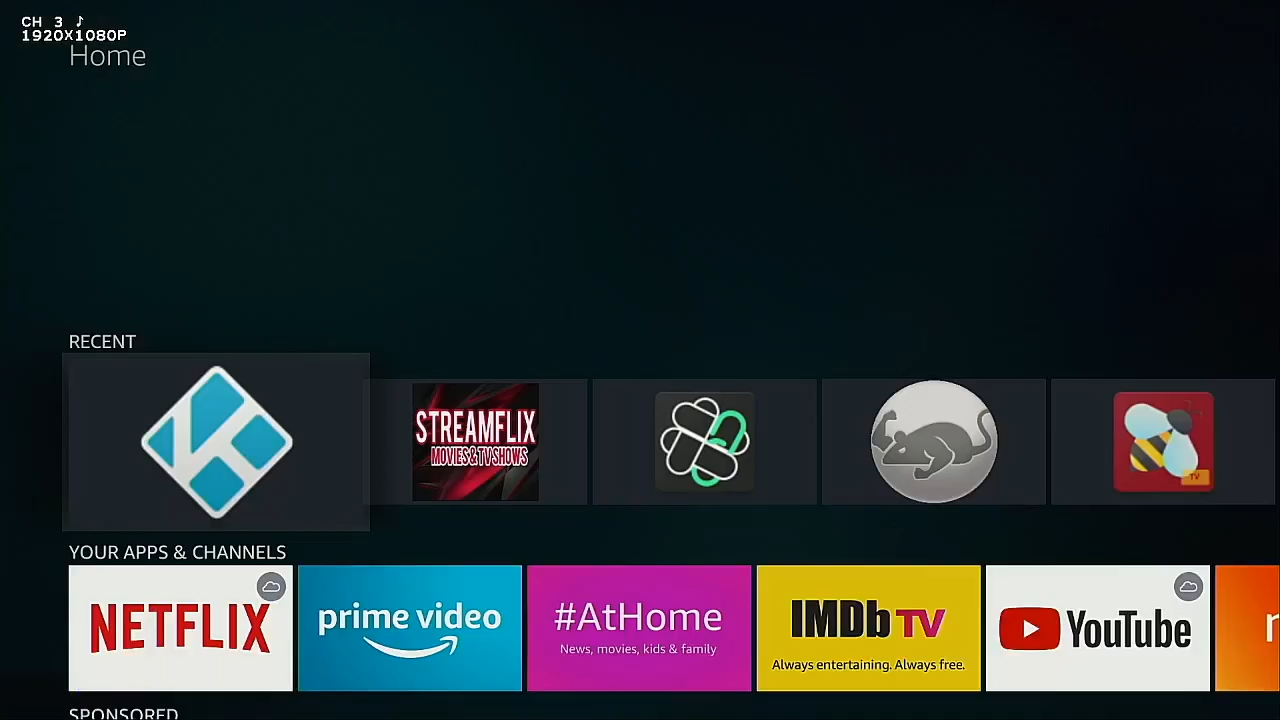 CH 3 ♪
1920X1080P
Home
RECENT
STREAMFLIX
MOVIES & TV SHOWS
TV
YOUR APPS & CHANNELS
NETFLIX
prime video
#AtHome
News, movies, kids & family
IMDb TV
Always entertaining. Always free.
YouTube
SPONSORED